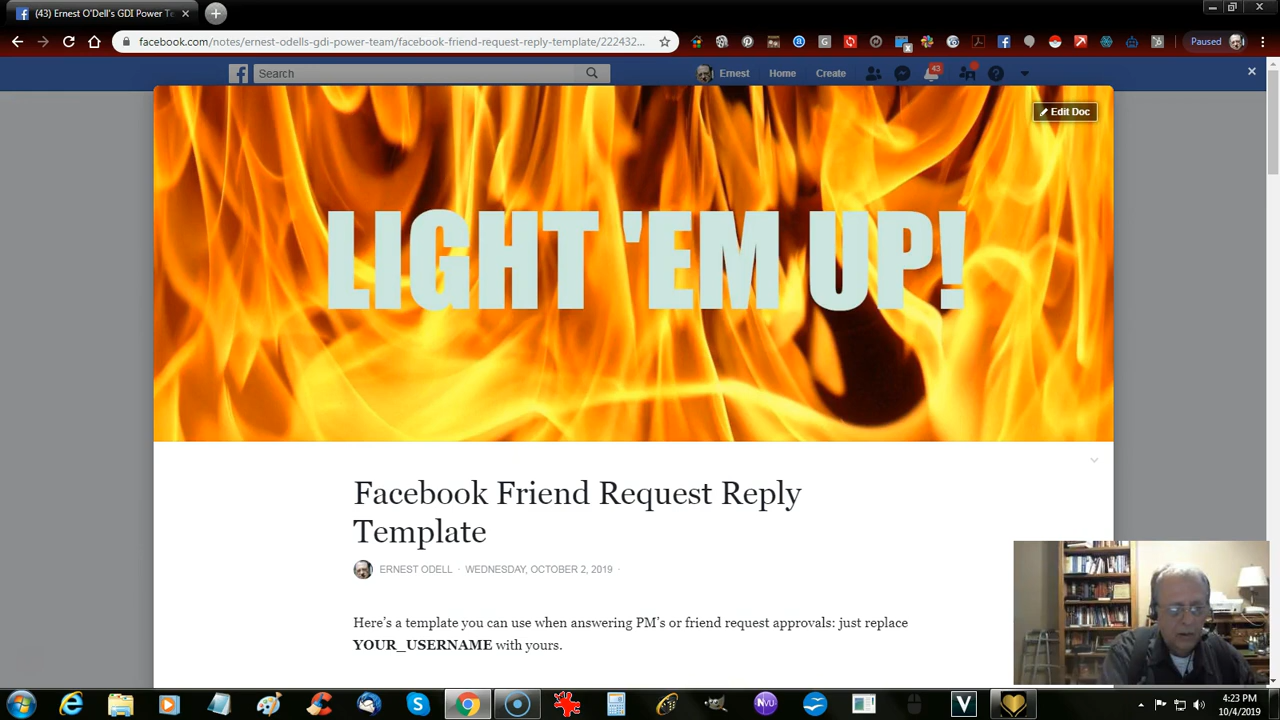 (43) Ernest O'Dell's GDI Power Te
facebook.com/notes/ernest-odells-gdi-power-team/facebook-friend-request-reply-template/222432...
Paused
Search
Ernest
Home
Create
43
Edit Doc
LIGHT 'EM UP!
Facebook Friend Request Reply
Template
ERNEST ODELL · WEDNESDAY, OCTOBER 2, 2019 ·
Here's a template you can use when answering PM's or friend request approvals: just replace
YOUR_USERNAME with yours.
4:23 PM
10/4/2019